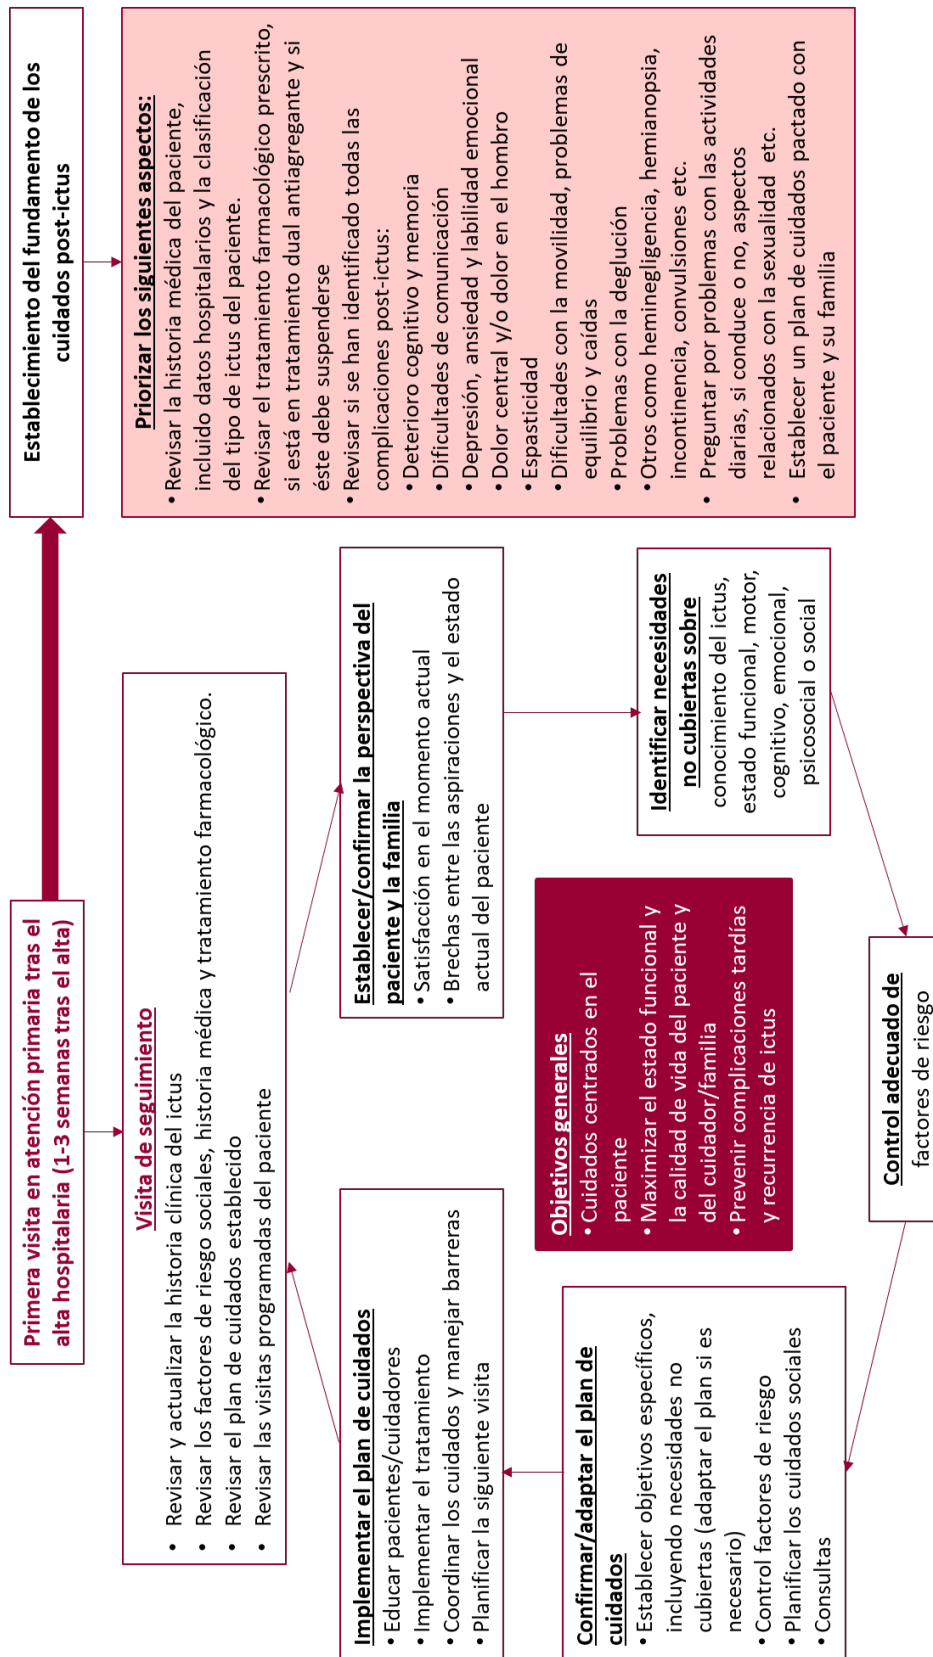 Primera visita en atención primaria tras el
alta hospitalaria (1-3 semanas tras el alta)
Establecimiento del fundamento de los
cuidados post-ictus
Visita de seguimiento
• Revisar y actualizar la historia clínica del ictus
• Revisar los factores de riesgo sociales, historia médica y tratamiento farmacológico.
• Revisar el plan de cuidados establecido
• Revisar las visitas programadas del paciente
Priorizar los siguientes aspectos:
• Revisar la historia médica del paciente,
incluido datos hospitalarios y la clasificación
del tipo de ictus del paciente.
• Revisar el tratamiento farmacológico prescrito,
si está en tratamiento dual antiagregante y si
éste debe suspenderse
• Revisar si se han identificado todas las
complicaciones post-ictus:
• Deterioro cognitivo y memoria
• Dificultades de comunicación
• Depresión, ansiedad y labilidad emocional
• Dolor central y/o dolor en el hombro
• Espasticidad
• Dificultades con la movilidad, problemas de
equilibrio y caídas
• Problemas con la deglución
• Otros como heminegligencia, hemianopsia,
incontinencia, convulsiones etc.
• Preguntar por problemas con las actividades
diarias, si conduce o no, aspectos
relacionados con la sexualidad etc.
• Establecer un plan de cuidados pactado con
el paciente y su familia
Implementar el plan de cuidados
• Educar pacientes/cuidadores
• Implementar el tratamiento
• Coordinar los cuidados y manejar barreras
• Planificar la siguiente visita
Establecer/confirmar la perspectiva del
paciente y la familia
• Satisfacción en el momento actual
• Brechas entre las aspiraciones y el estado
actual del paciente
Objetivos generales
• Cuidados centrados en el
paciente
• Maximizar el estado funcional y
la calidad de vida del paciente y
del cuidador/familia
• Prevenir complicaciones tardías
y recurrencia de ictus
Confirmar/adaptar el plan de
cuidados
• Establecer objetivos específicos,
incluyendo necesidades no
cubiertas (adaptar el plan si es
necesario)
• Control factores de riesgo
• Planificar los cuidados sociales
• Consultas
Identificar necesidades
no cubiertas sobre
conocimiento del ictus,
estado funcional, motor,
cognitivo, emocional,
psicosocial o social
Control adecuado de
factores de riesgo